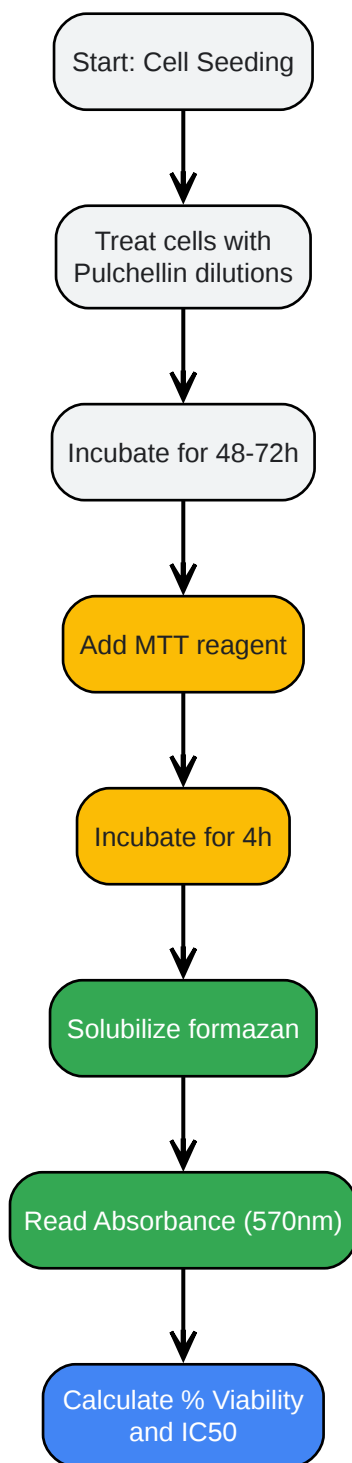 Start: Cell Seeding
Treat cells with
Pulchellin dilutions
Incubate for 48-72h
Add MTT reagent
Incubate for 4h
Solubilize formazan
Read Absorbance (570nm)
Calculate % Viability
and IC50